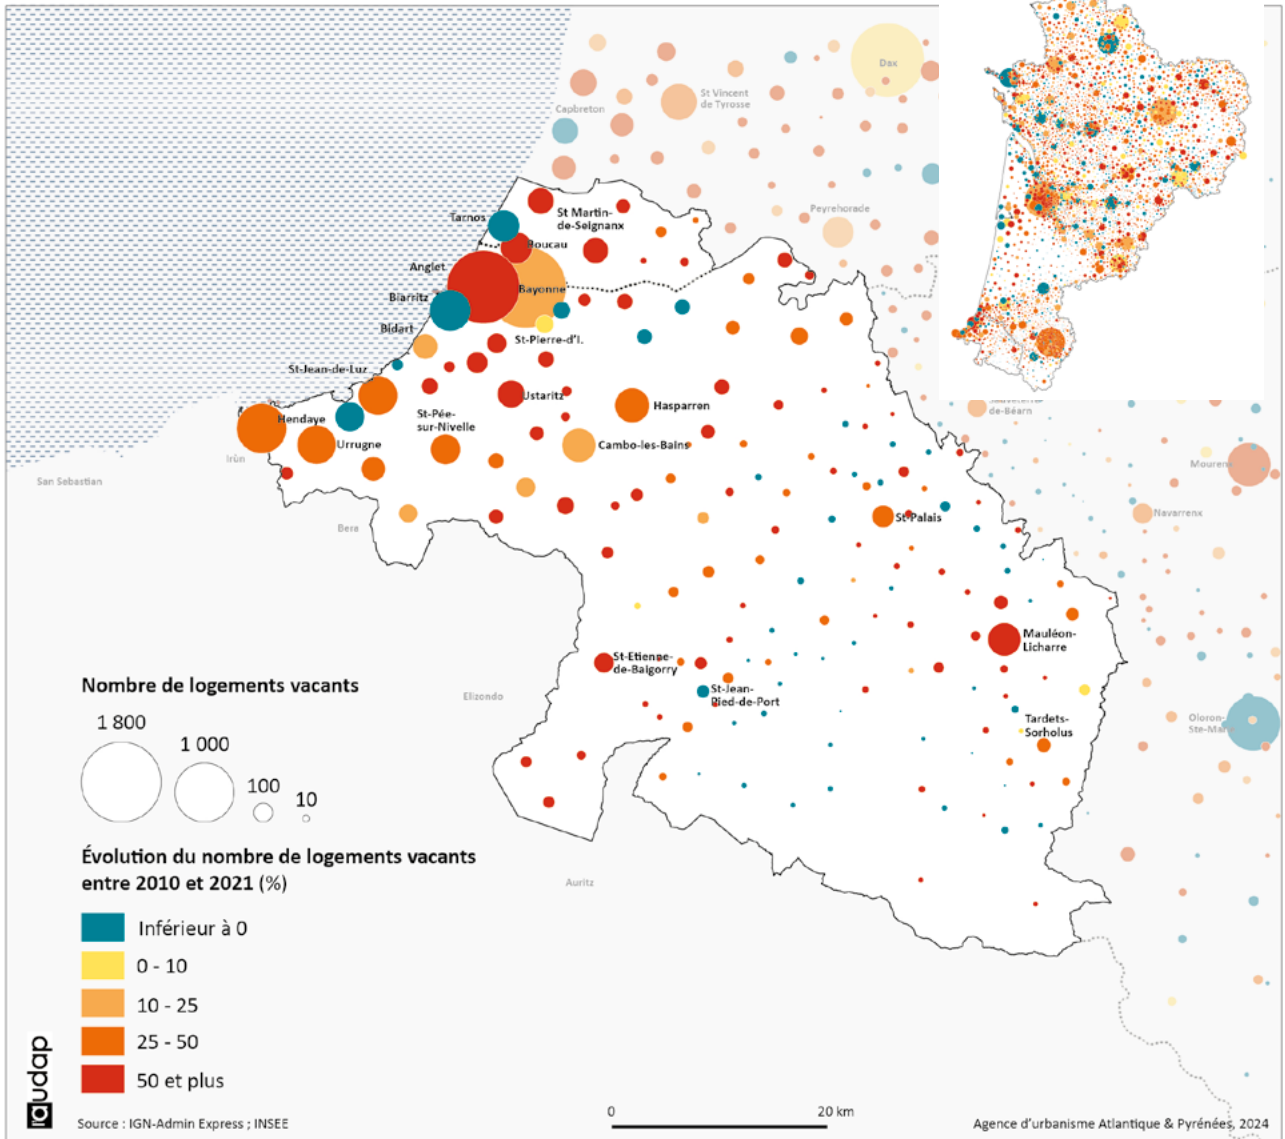 Dax
St Vincent
de Tyrosse
Capbreton
Peyrehorade
Tarnos
St Martin-
de-Seignanx
Boucau
Anglet
Bayonne
Biarritz
Bidart
St-Pierre-d'I.
St-Jean-de-Luz
Ustaritz
Hasparren
St-Pée-
sur-Nivelle
Hendaye
Urrugne
Cambo-les-Bains
Irún
San Sebastian
Bera
de-Béarn
Mourenx
Navarrenx
St-Palais
Mauléon-
Licharre
St-Etienne-
de-Baigorry
St-Jean-
Pied-de-Port
Elizondo
Tardets-
Sorholus
Oloron-
Ste-Marie
Auritz
Nombre de logements vacants
1 800
1 000
100
10
Évolution du nombre de logements vacants
entre 2010 et 2021 (%)
Inférieur à 0
0 - 10
10 - 25
25 - 50
50 et plus
audap
Source : IGN-Admin Express ; INSEE
0
20 km
Agence d'urbanisme Atlantique & Pyrénées, 2024